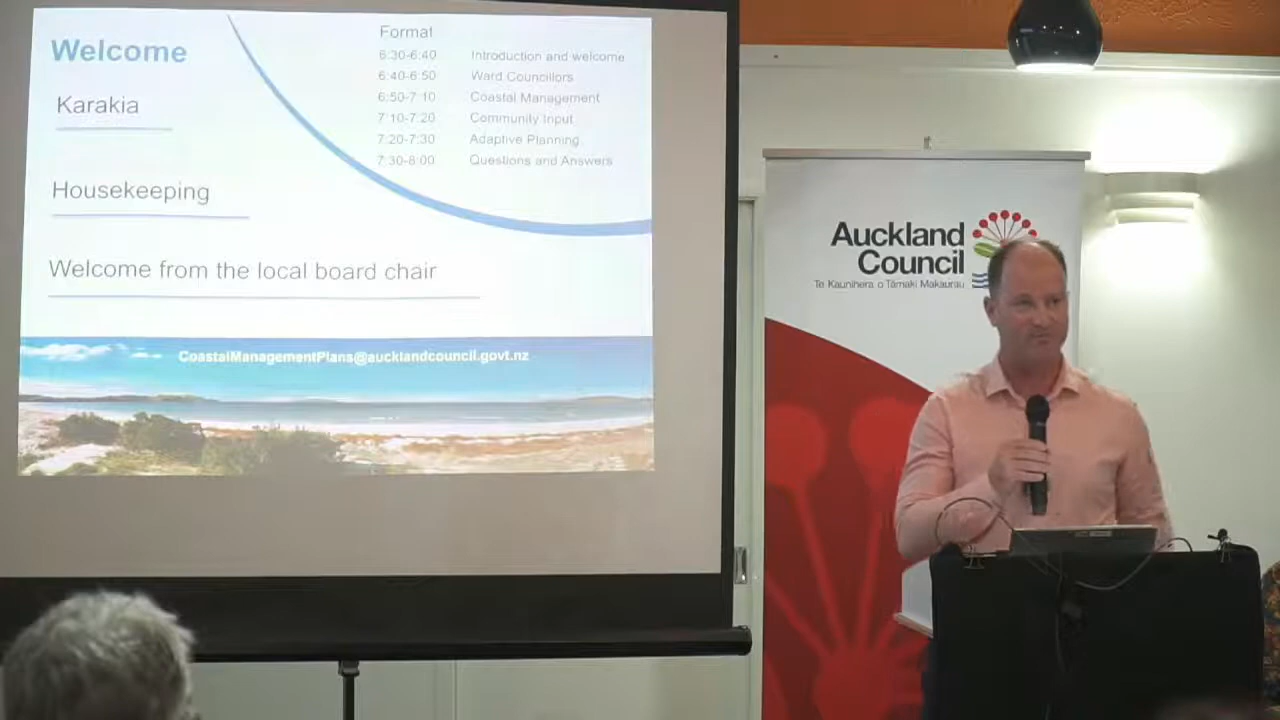 Welcome
Karakia
Housekeeping
Welcome from the local board chair
Format
6:30-6:40 Introduction and welcome
6:40-6:50 Ward Councillors
6:50-7:10 Coastal Management
7:10-7:20 Community Input
7:20-7:30 Adaptive Planning
7:30-8:00 Questions and Answers
CoastalManagementPlans@aucklandcouncil.govt.nz
Auckland
Council
Te Kaunihera o Tāmaki Makaurau